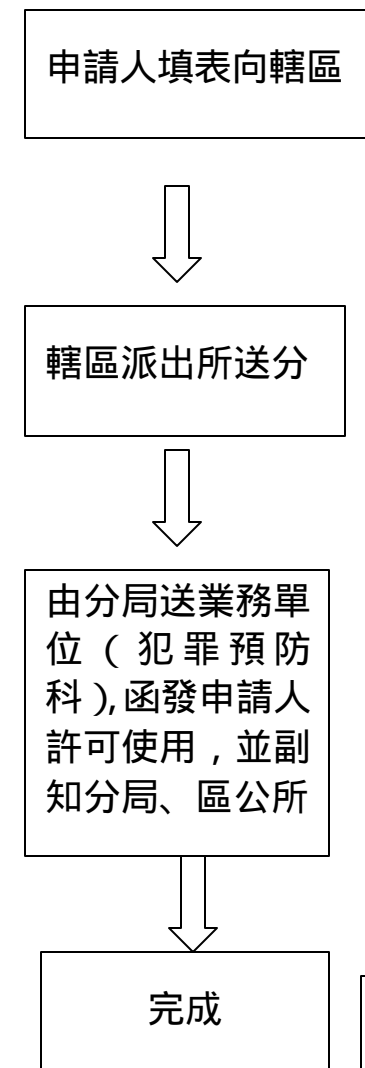 申請人填表向轄區
轄區派出所送分
由分局送業務單
位（犯罪預防
科）,函發申請人
許可使用，並副
知分局、區公所
完成